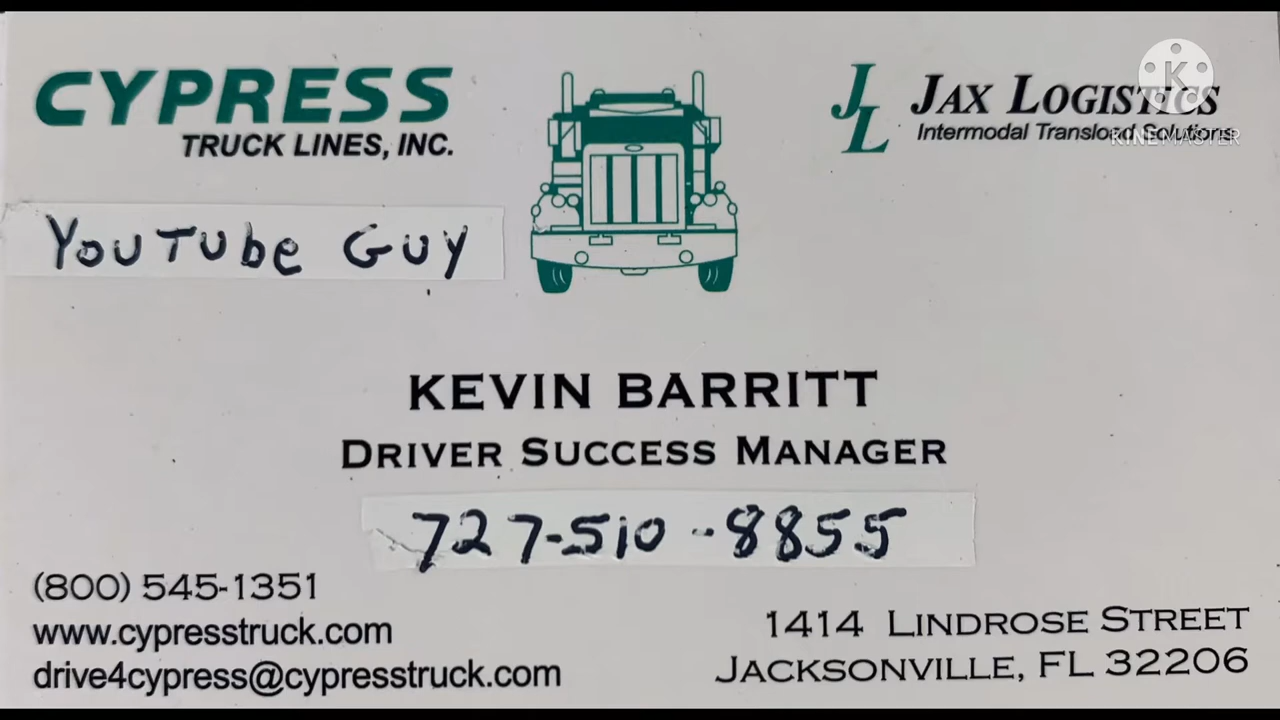 CYPRESS
TRUCK LINES, INC.
JL
JAX LOGISTICS
Intermodal Transload Solutions
K
KINEMASTER
YouTube Guy
KEVIN BARRITT
DRIVER SUCCESS MANAGER
727-510-8855
(800) 545-1351
www.cypresstruck.com
drive4cypress@cypresstruck.com
1414 LINDROSE STREET
JACKSONVILLE, FL 32206